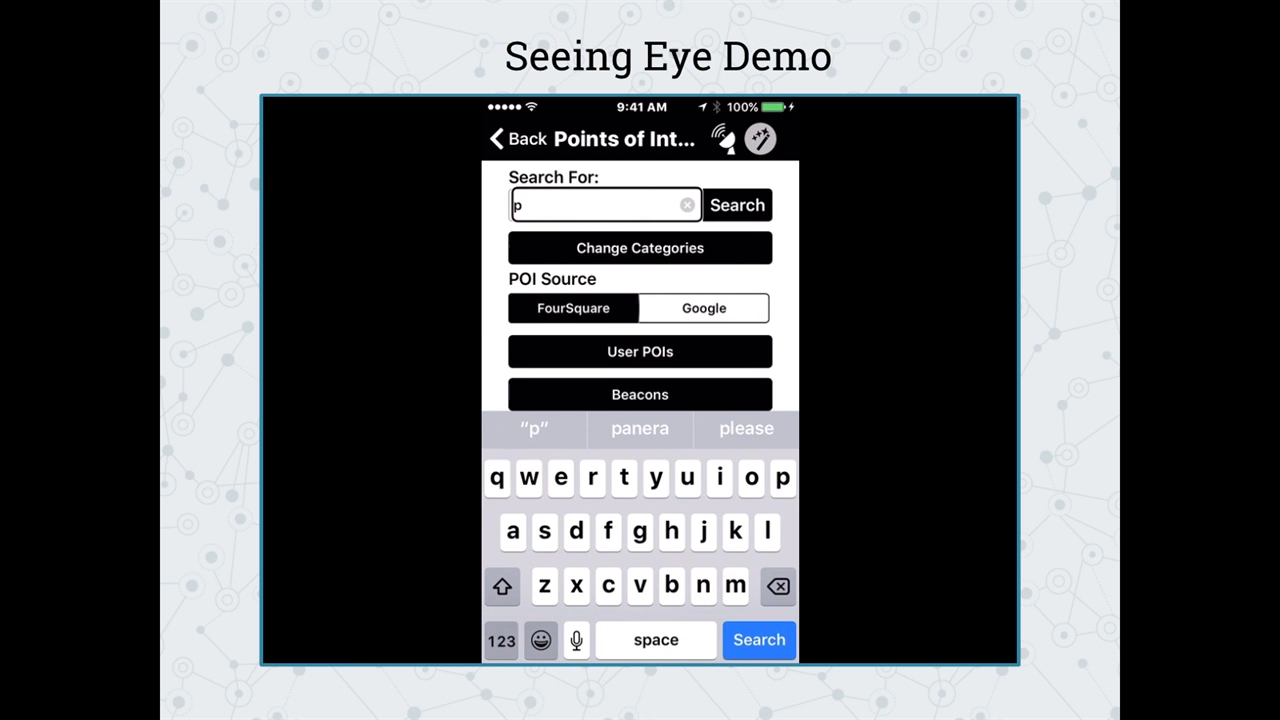 Seeing Eye Demo
9:41 AM 100%
Back Points of Int...
Search For:
p Search
Change Categories
POI Source
FourSquare Google
User POIs
Beacons
“p” panera please
q w e r t y u i o p
a s d f g h j k l
z x c v b n m
123 space Search